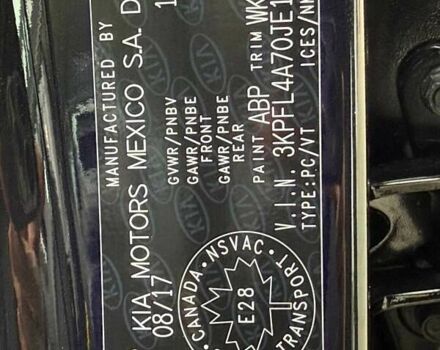 MANUFACTURED BY
KIA MOTORS MEXICO S.A. D
08/17
GVWR/PNBV
GAWR/PNBE
FRONT
GAWR/PNBE
REAR
PAINT ABP TRIM WK
V.I.N. 3KPFL4A70JE1
TYPE:PC/VT ICES/NM
CANADA · NSVAC ·
E28
TRANSPORT